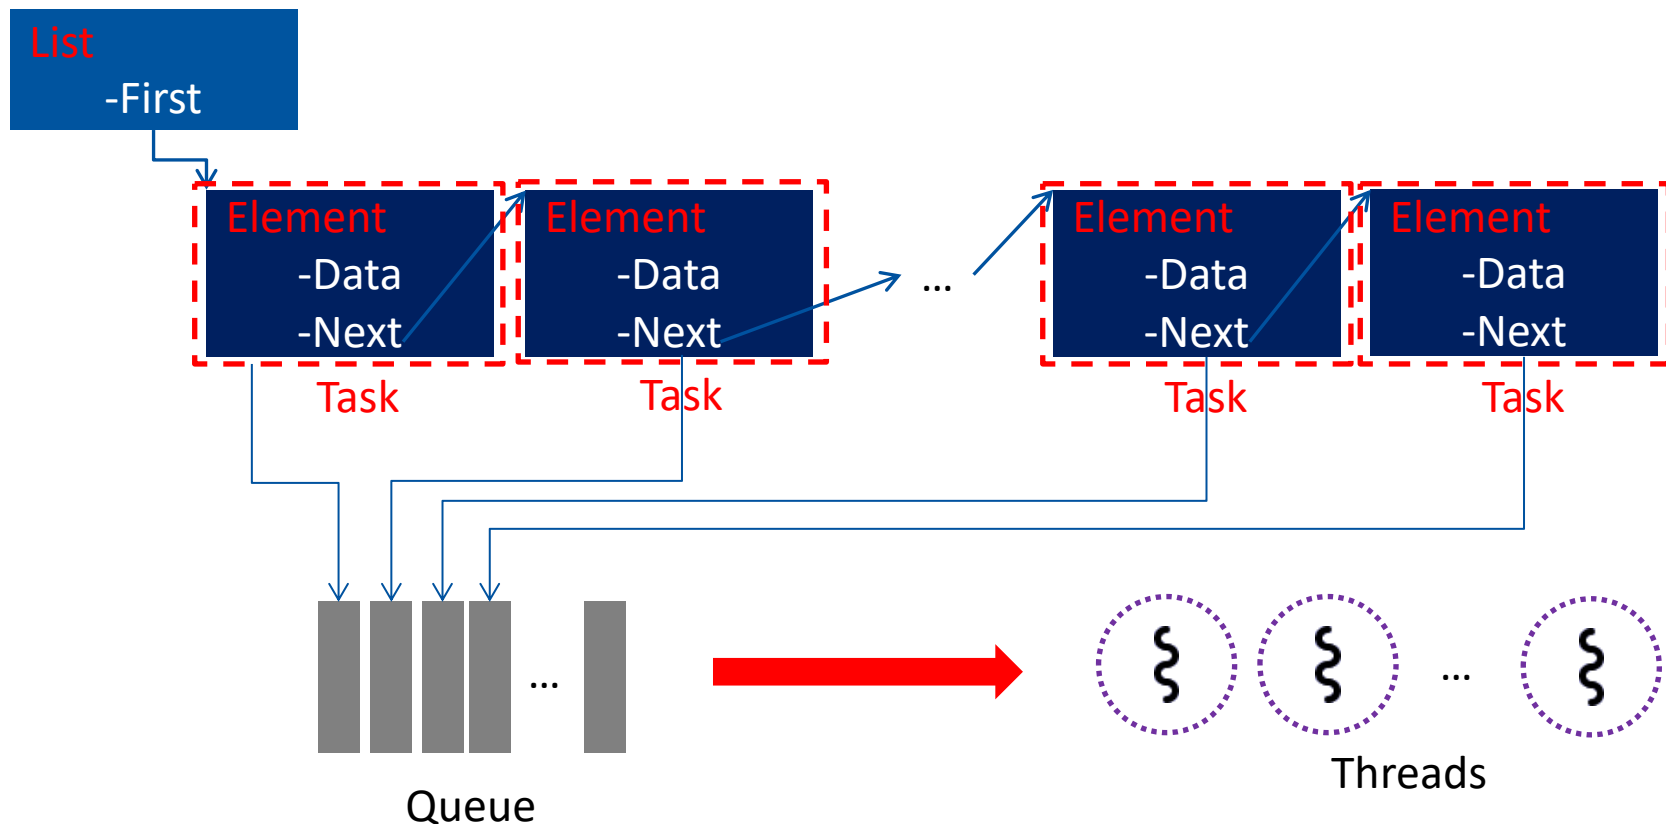 List
-First
Element
-Data
-Next
Task
Element
-Data
-Next
Task
...
Element
-Data
-Next
Task
Element
-Data
-Next
Task
...
Queue
...
Threads